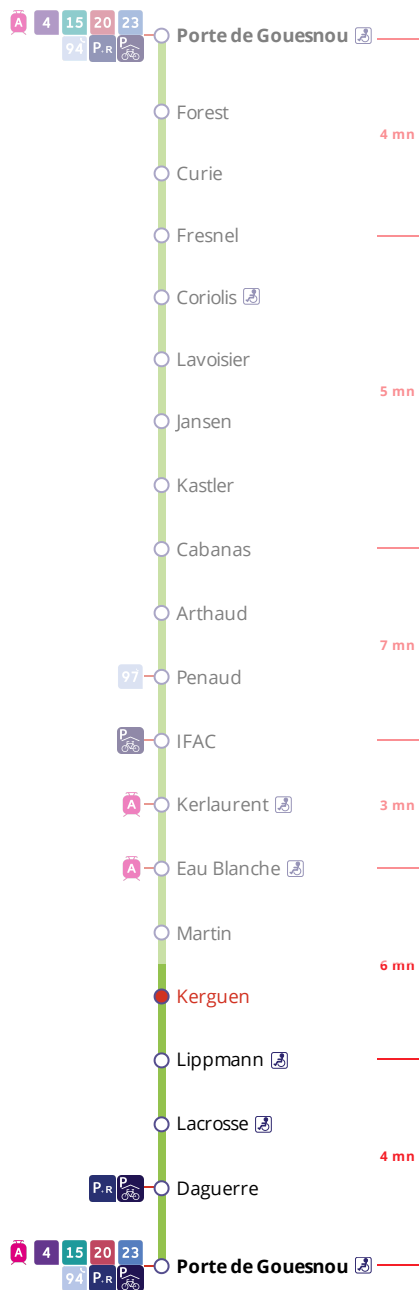 A 4 15 20 23
94 P+R P
Porte de Gouesnou
Forest
4 mn
Curie
Fresnel
Coriolis
Lavoisier
5 mn
Jansen
Kastler
Cabanas
Arthaud
7 mn
97 Penaud
P IFAC
A Kerlaurent
3 mn
A Eau Blanche
Martin
6 mn
Kerguen
Lippmann
Lacrosse
4 mn
P+R P Daguerre
A 4 15 20 23
94 P+R P
Porte de Gouesnou